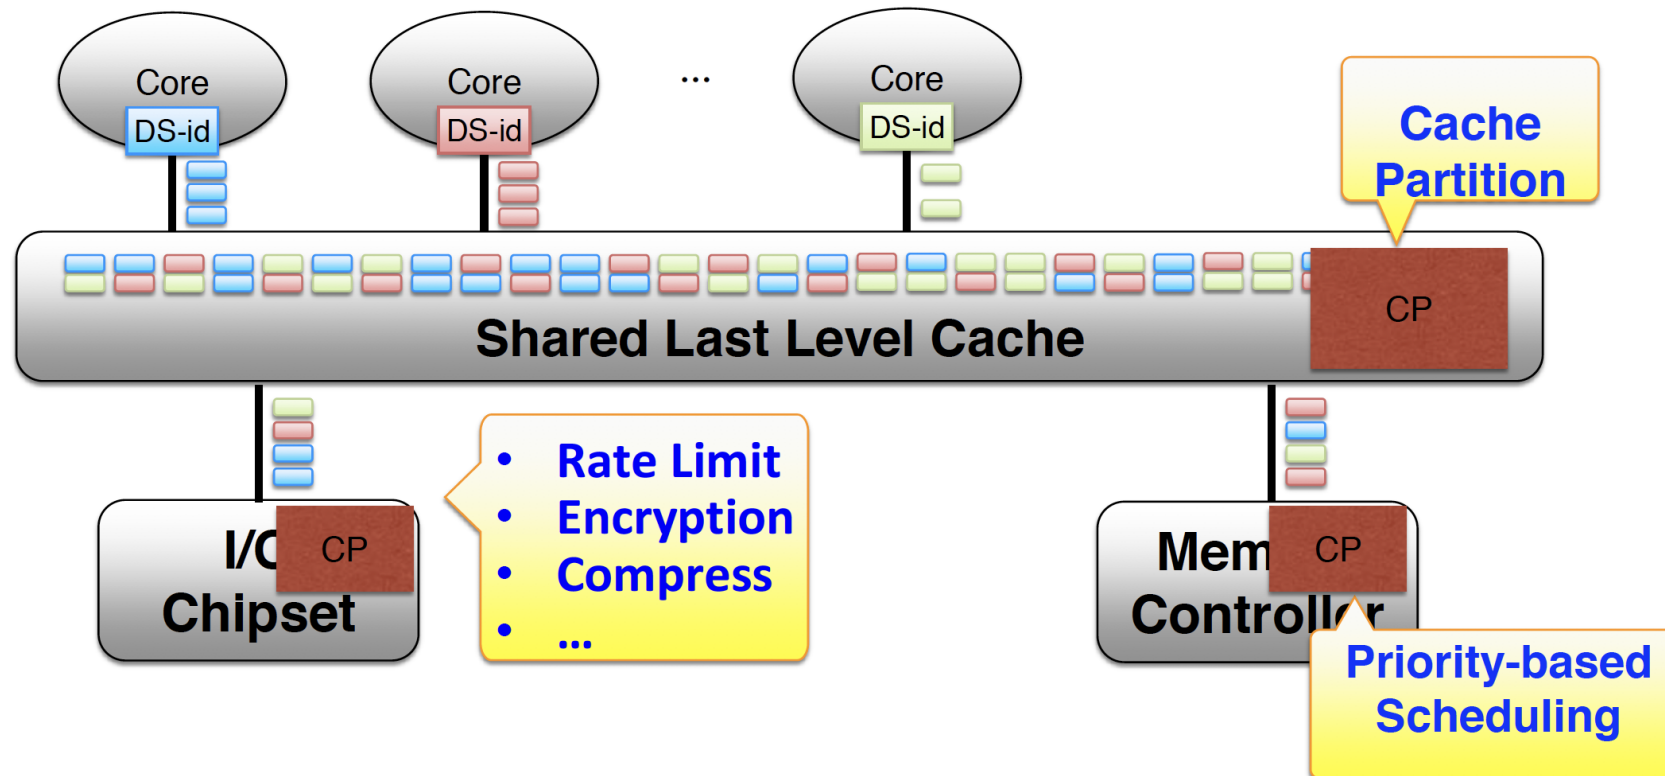 Core
DS-id
Core
DS-id
...
Core
DS-id
Cache
Partition
CP
Shared Last Level Cache
• Rate Limit
• Encryption
• Compress
• ...
I/
CP
Chipset
Mem
CP
Controller
Priority-based
Scheduling